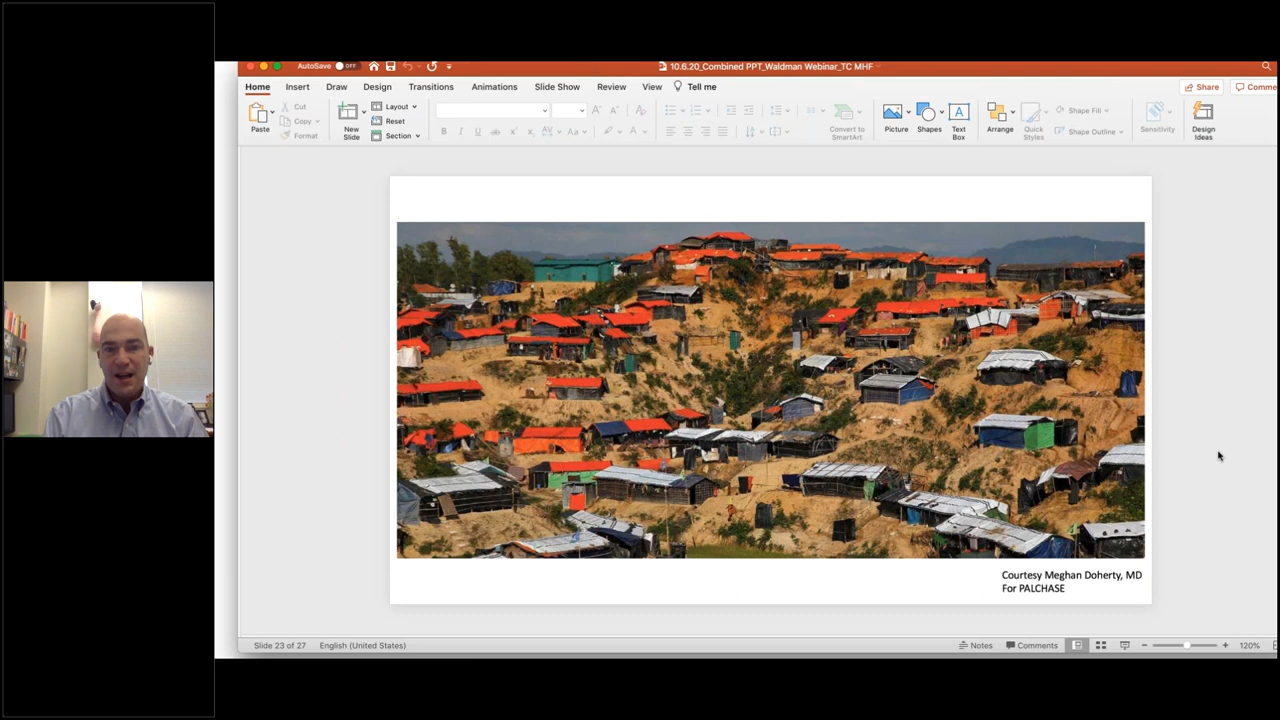 AutoSave OFF
10.6.20_Combined PPT_Waldman Webinar_TC MHF
Home Insert Draw Design Transitions Animations Slide Show Review View Tell me
Share Comme
Paste
Cut
Copy
Format
New
Slide
Layout
Reset
Section
B I U ab
Aa
Convert to
SmartArt
Picture
Shapes
Text
Box
Arrange
Quick
Styles
Shape Fill
Shape Outline
Sensitivity
Design
Ideas
Courtesy Meghan Doherty, MD
For PALCHASE
Slide 23 of 27 English (United States)
Notes Comments 120%